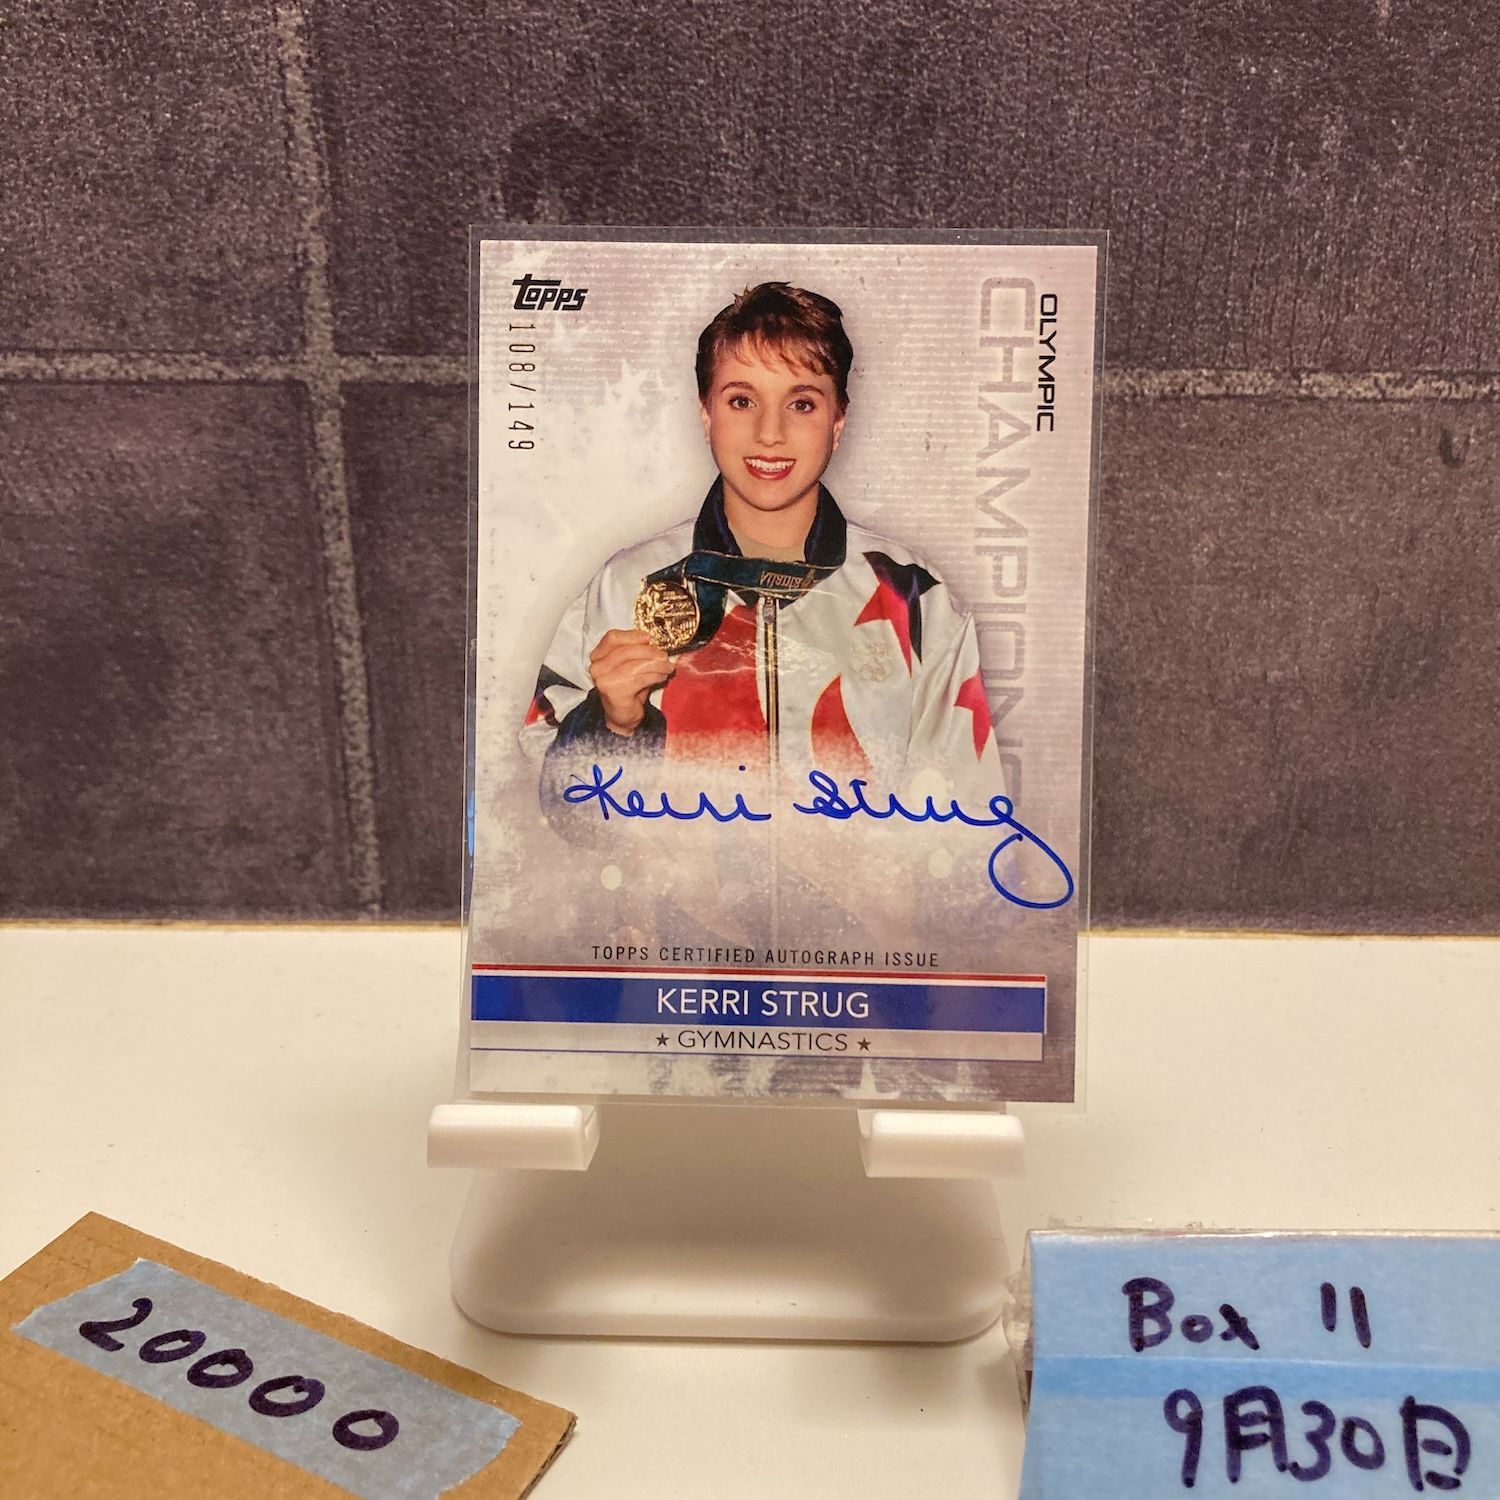 Topps
108/149
OLYMPIC
CHAMPIONS
Atlanta
Kerri Strug
TOPPS CERTIFIED AUTOGRAPH ISSUE
KERRI STRUG
★ GYMNASTICS ★
20000
Box 11
9月30日